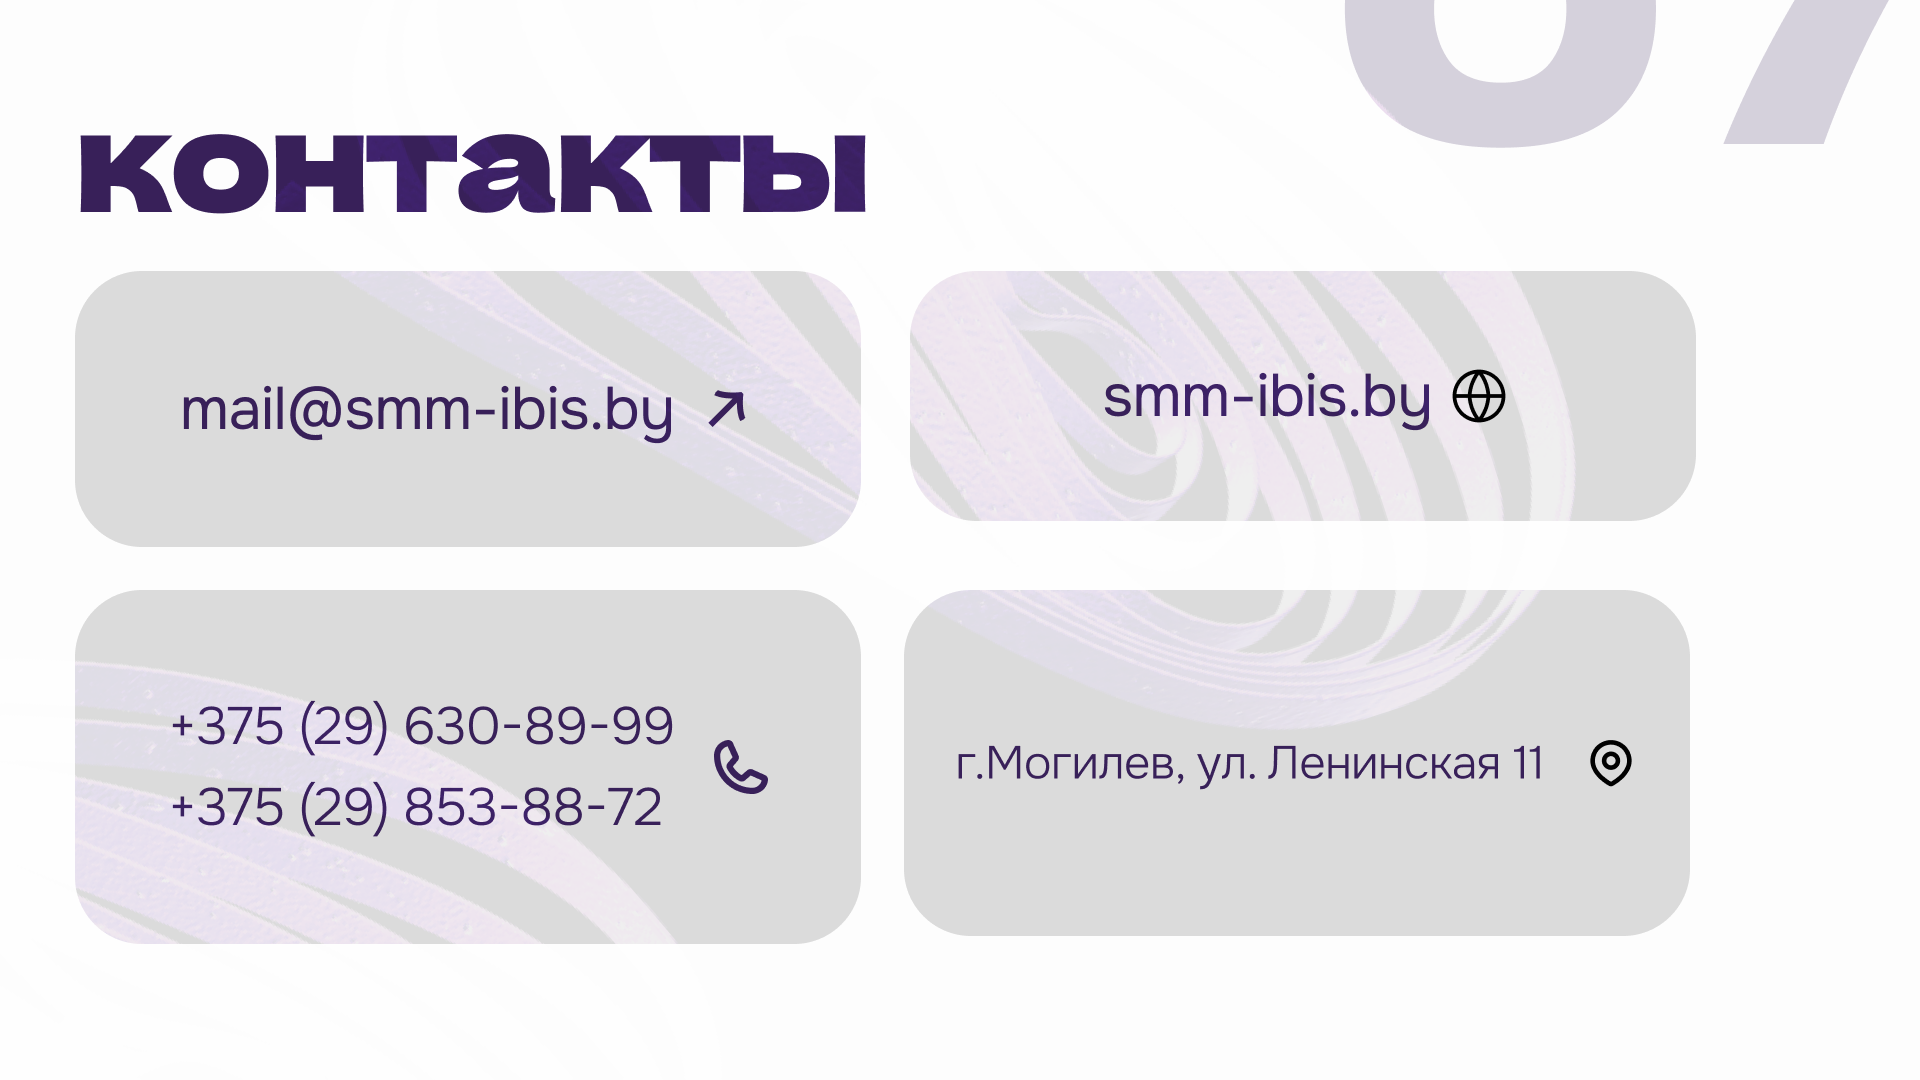 07
контакты
mail@smm-ibis.by
smm-ibis.by
+375 (29) 630-89-99
+375 (29) 853-88-72
г.Могилев, ул. Ленинская 11